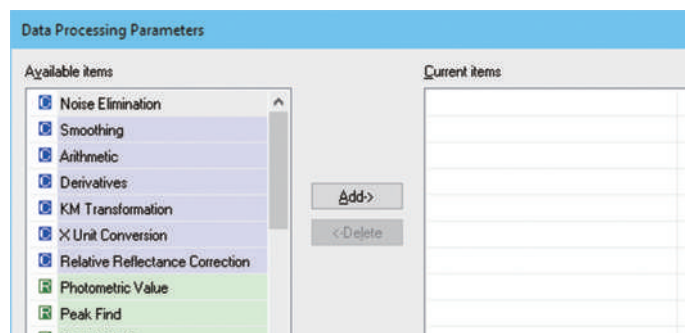 Data Processing Parameters
Available items
Current items
C Noise Elimination
C Smoothing
C Arithmetic
C Derivatives
C KM Transformation
C X Unit Conversion
C Relative Reflectance Correction
R Photometric Value
R Peak Find
Add->
<-Delete